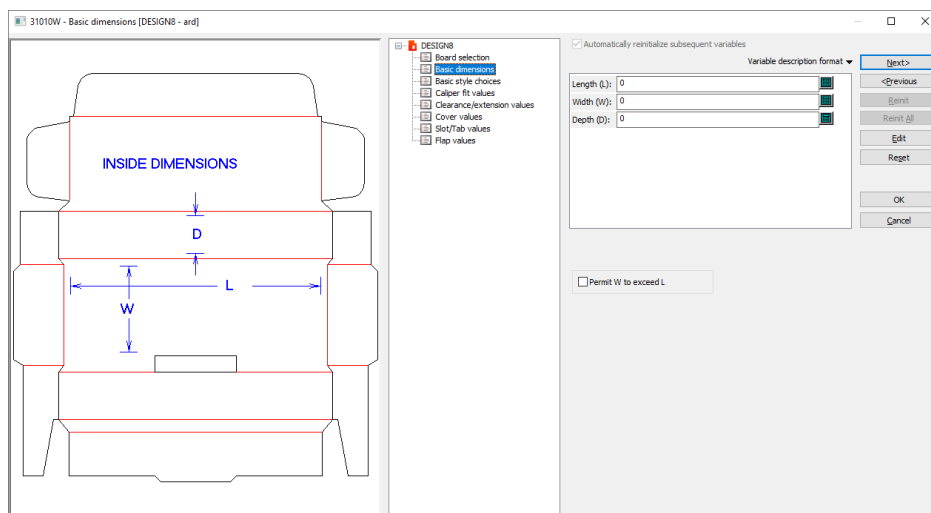 31010W - Basic dimensions [DESIGN8 - ard]
INSIDE DIMENSIONS
D
L
W
DESIGN8
Board selection
Basic dimensions
Basic style choices
Caliper fit values
Clearance/extension values
Cover values
Slot/Tab values
Flap values
Automatically reinitialize subsequent variables
Variable description format
Length (L): 0
Width (W): 0
Depth (D): 0
Permit W to exceed L
Next>
<Previous
Reinit
Reinit All
Edit
Reset
OK
Cancel